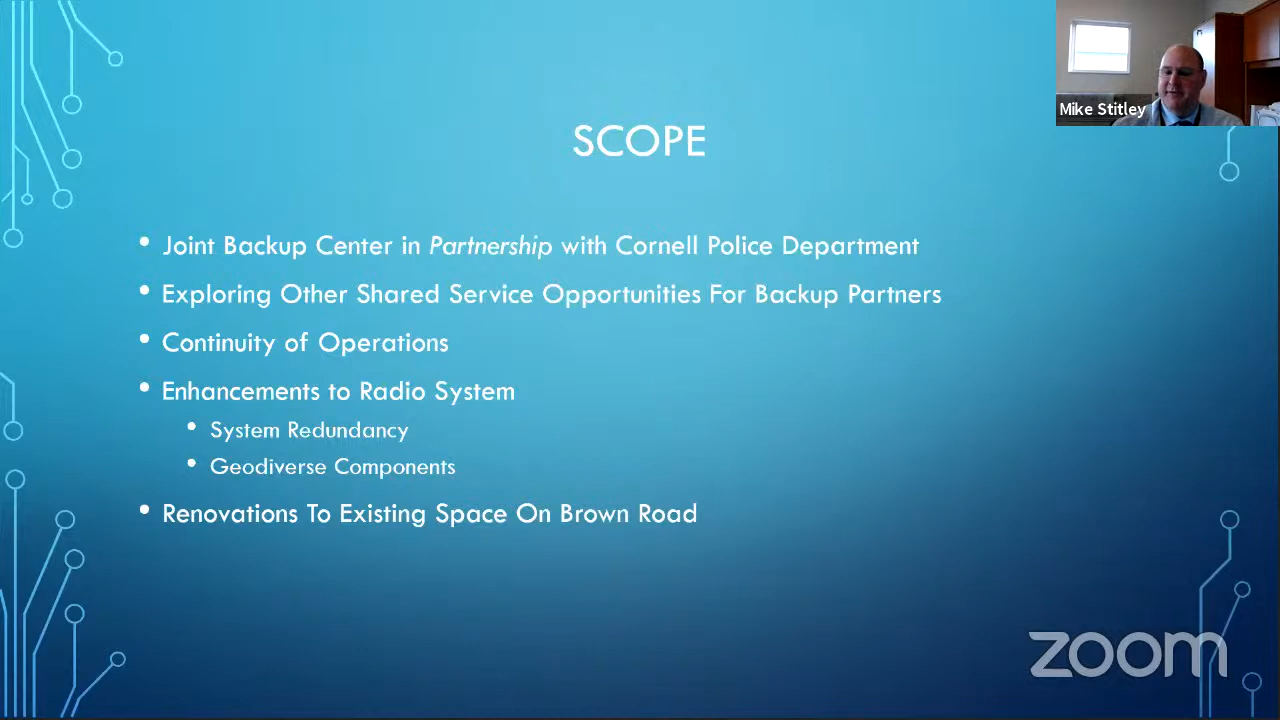 Mike Stitley
SCOPE
• Joint Backup Center in Partnership with Cornell Police Department
• Exploring Other Shared Service Opportunities For Backup Partners
• Continuity of Operations
• Enhancements to Radio System
• System Redundancy
• Geodiverse Components
• Renovations To Existing Space On Brown Road
zoom